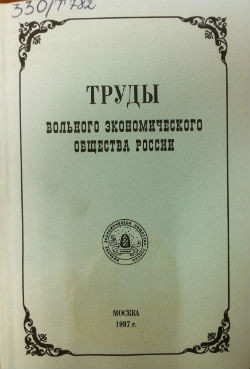 330/Т782
ТРУДЫ
ВОЛЬНОГО ЭКОНОМИЧЕСКОГО
ОБЩЕСТВА РОССИИ
МОСКВА
1997 г.